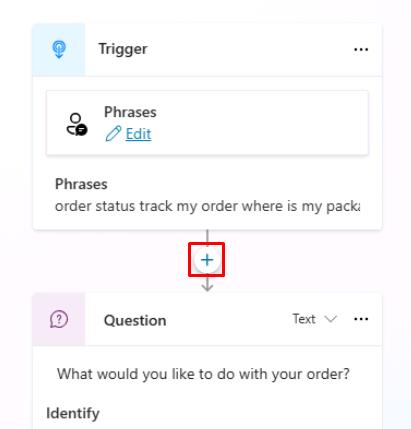 Trigger
Phrases
Edit
Phrases
order status track my order where is my packa
Question
Text
What would you like to do with your order?
Identify